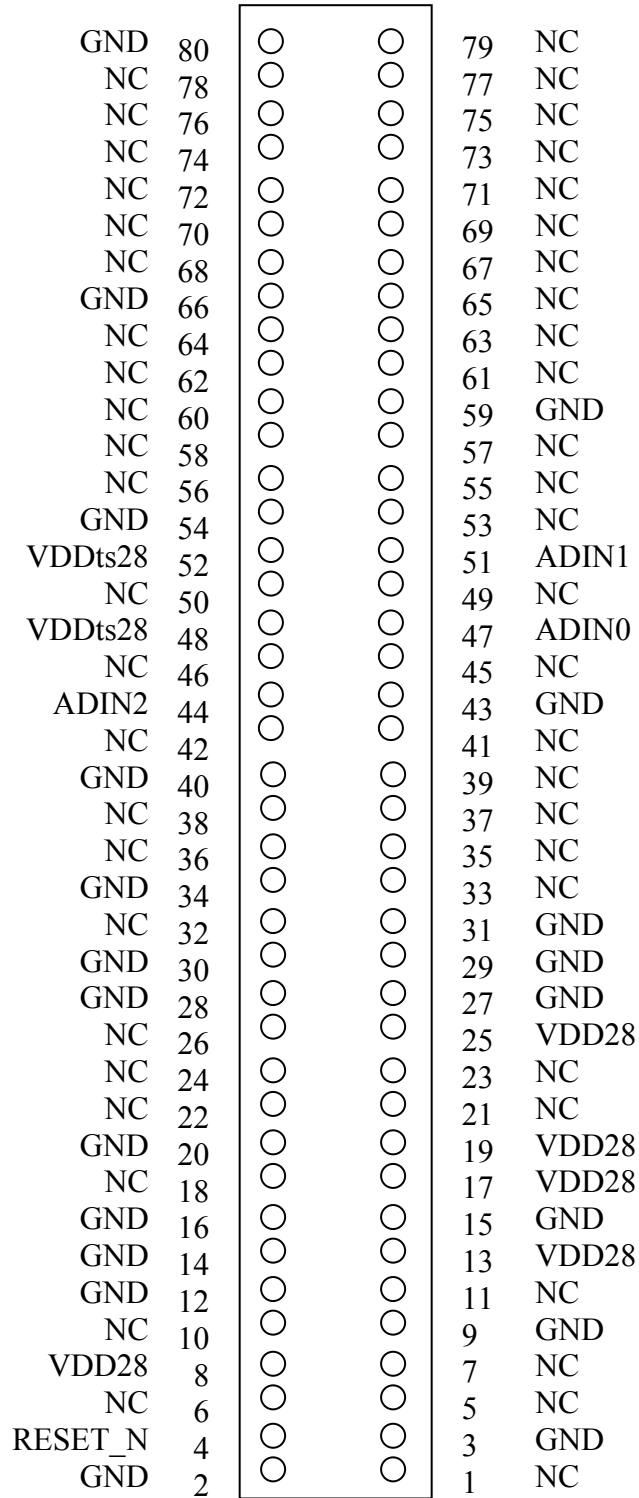 GND 80 79 NC
NC 78 77 NC
NC 76 75 NC
NC 74 73 NC
NC 72 71 NC
NC 70 69 NC
NC 68 67 NC
GND 66 65 NC
NC 64 63 NC
NC 62 61 NC
NC 60 59 GND
NC 58 57 NC
NC 56 55 NC
GND 54 53 NC
VDDts28 52 51 ADIN1
NC 50 49 NC
VDDts28 48 47 ADIN0
NC 46 45 NC
ADIN2 44 43 GND
NC 42 41 NC
GND 40 39 NC
NC 38 37 NC
NC 36 35 NC
GND 34 33 NC
NC 32 31 GND
GND 30 29 GND
GND 28 27 GND
NC 26 25 VDD28
NC 24 23 NC
NC 22 21 NC
GND 20 19 VDD28
NC 18 17 VDD28
GND 16 15 GND
GND 14 13 VDD28
GND 12 11 NC
NC 10 9 GND
VDD28 8 7 NC
NC 6 5 NC
RESET_N 4 3 GND
GND 2 1 NC